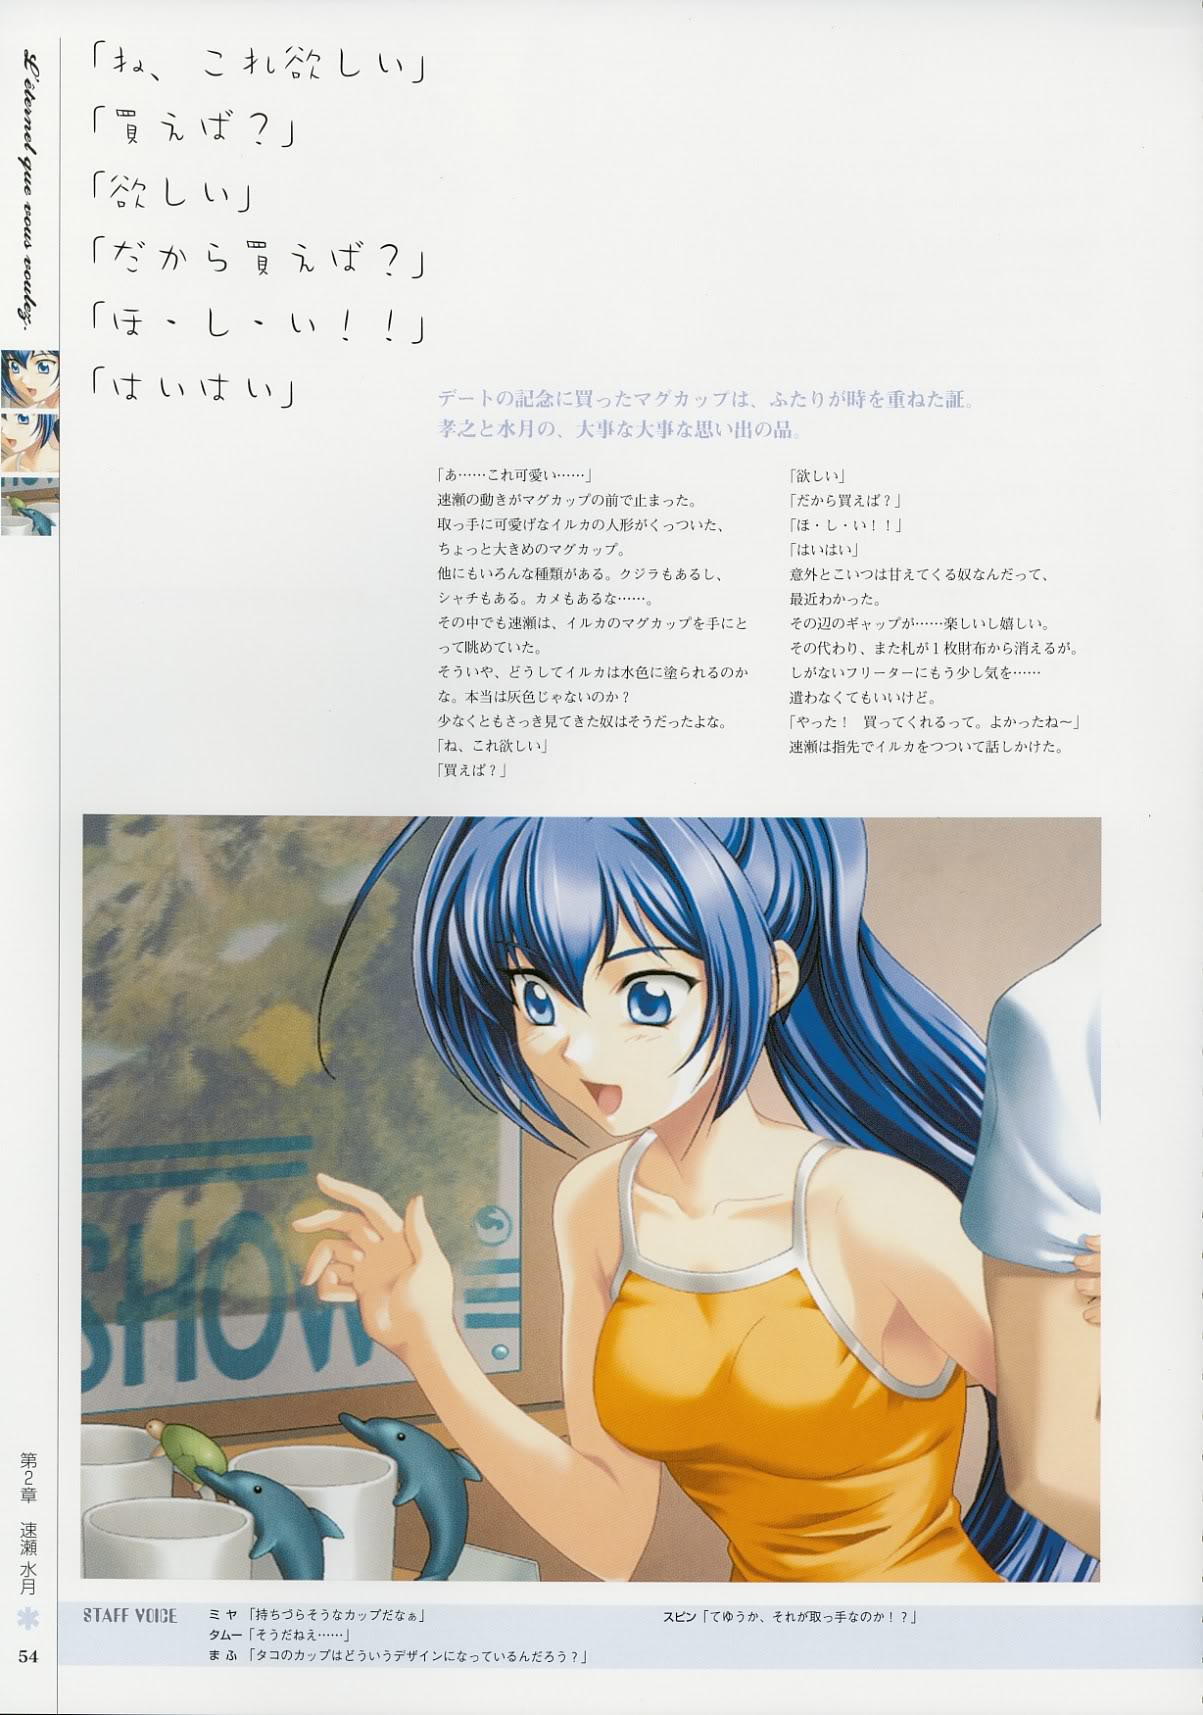 L'éternel que vous voulez.
「ね、これ欲しい」
「買えば?」
「欲しい」
「だから買えば?」
「ほ・し・い!!」
「はいはい」
デートの記念に買ったマグカップは、ふたりが時を重ねた証。
孝之と水月の、大事な大事な思い出の品。
「あ……これ可愛い……」
速瀬の動きがマグカップの前で止まった。
取っ手に可愛げなイルカの人形がくっついた、
ちょっと大きめのマグカップ。
他にもいろんな種類がある。クジラもあるし、
シャチもある。カメもあるな……。
その中でも速瀬は、イルカのマグカップを手にと
って眺めていた。
そういや、どうしてイルカは水色に塗られるのか
な。本当は灰色じゃないのか?
少なくともさっき見てきた奴はそうだったよな。
「ね、これ欲しい」
「買えば?」
「欲しい」
「だから買えば?」
「ほ・し・い!!」
「はいはい」
意外とこいつは甘えてくる奴なんだって、
最近わかった。
その辺のギャップが……楽しいし嬉しい。
その代わり、また札が1枚財布から消えるが。
しがないフリーターにもう少し気を……
遣わなくてもいいけど。
「やった! 買ってくれるって。よかったね〜」
速瀬は指先でイルカをつついて話しかけた。
SHOW
第2章 速瀬 水月
54
STAFF VOICE
ミヤ「持ちづらそうなカップだなぁ」
タムー「そうだねえ……」
まふ「タコのカップはどういうデザインになっているんだろう?」
スピン「てゆうか、それが取っ手なのか!?」